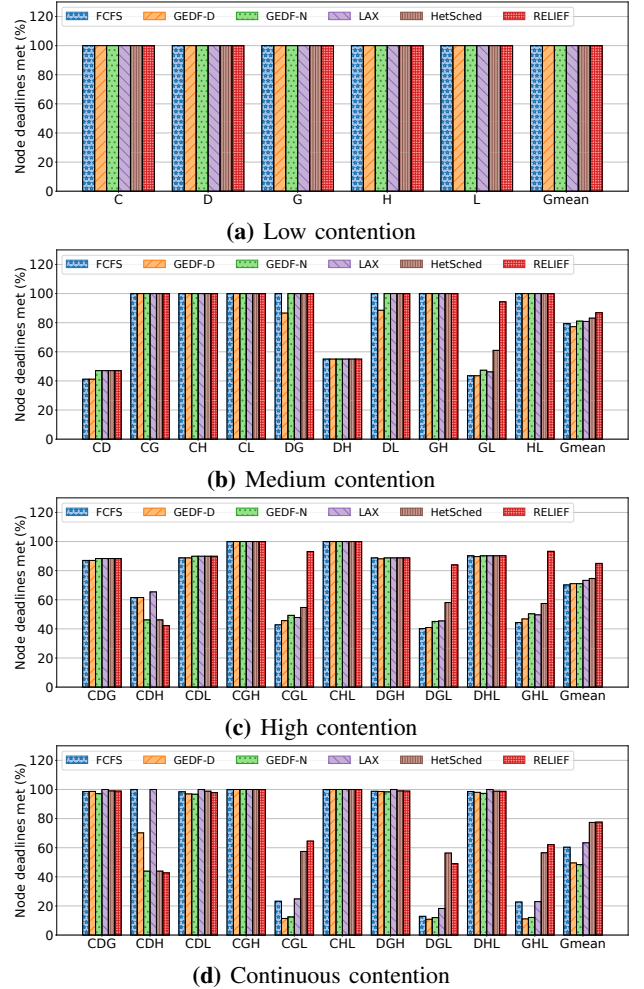 120
100
80
60
40
20
0
Node deadlines met (%)
FCFS GEDF-D GEDF-N LAX HetSched RELIEF
C D G H L Gmean
(a) Low contention
120
100
80
60
40
20
0
Node deadlines met (%)
FCFS GEDF-D GEDF-N LAX HetSched RELIEF
CD CG CH CL DG DH DL GH GL HL Gmean
(b) Medium contention
120
100
80
60
40
20
0
Node deadlines met (%)
FCFS GEDF-D GEDF-N LAX HetSched RELIEF
CDG CDH CDL CGH CGL CHL DGH DGL DHL GHL Gmean
(c) High contention
120
100
80
60
40
20
0
Node deadlines met (%)
FCFS GEDF-D GEDF-N LAX HetSched RELIEF
CDG CDH CDL CGH CGL CHL DGH DGL DHL GHL Gmean
(d) Continuous contention